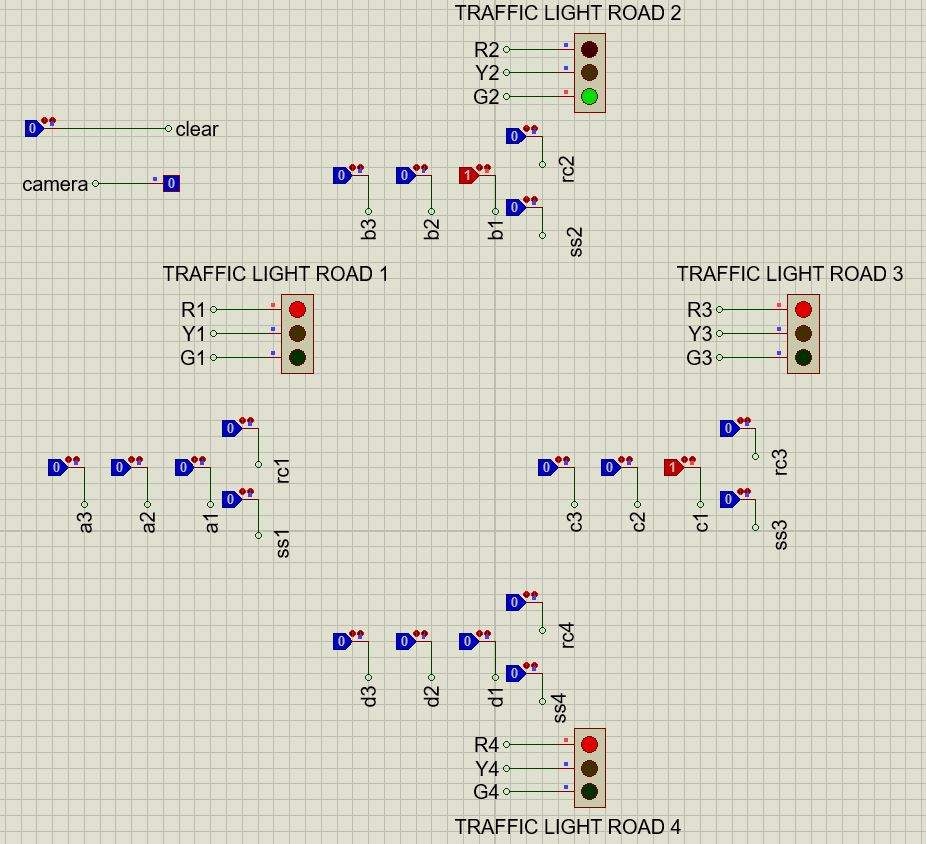 TRAFFIC LIGHT ROAD 2
R2
Y2
G2
0 clear
camera 0
0 rc2
0 b3
0 b2
1 b1
0 ss2
TRAFFIC LIGHT ROAD 1
R1
Y1
G1
TRAFFIC LIGHT ROAD 3
R3
Y3
G3
0 rc1
0 a3
0 a2
0 a1
0 ss1
0 rc3
0 c3
0 c2
1 c1
0 ss3
0 rc4
0 d3
0 d2
0 d1
0 ss4
R4
Y4
G4
TRAFFIC LIGHT ROAD 4